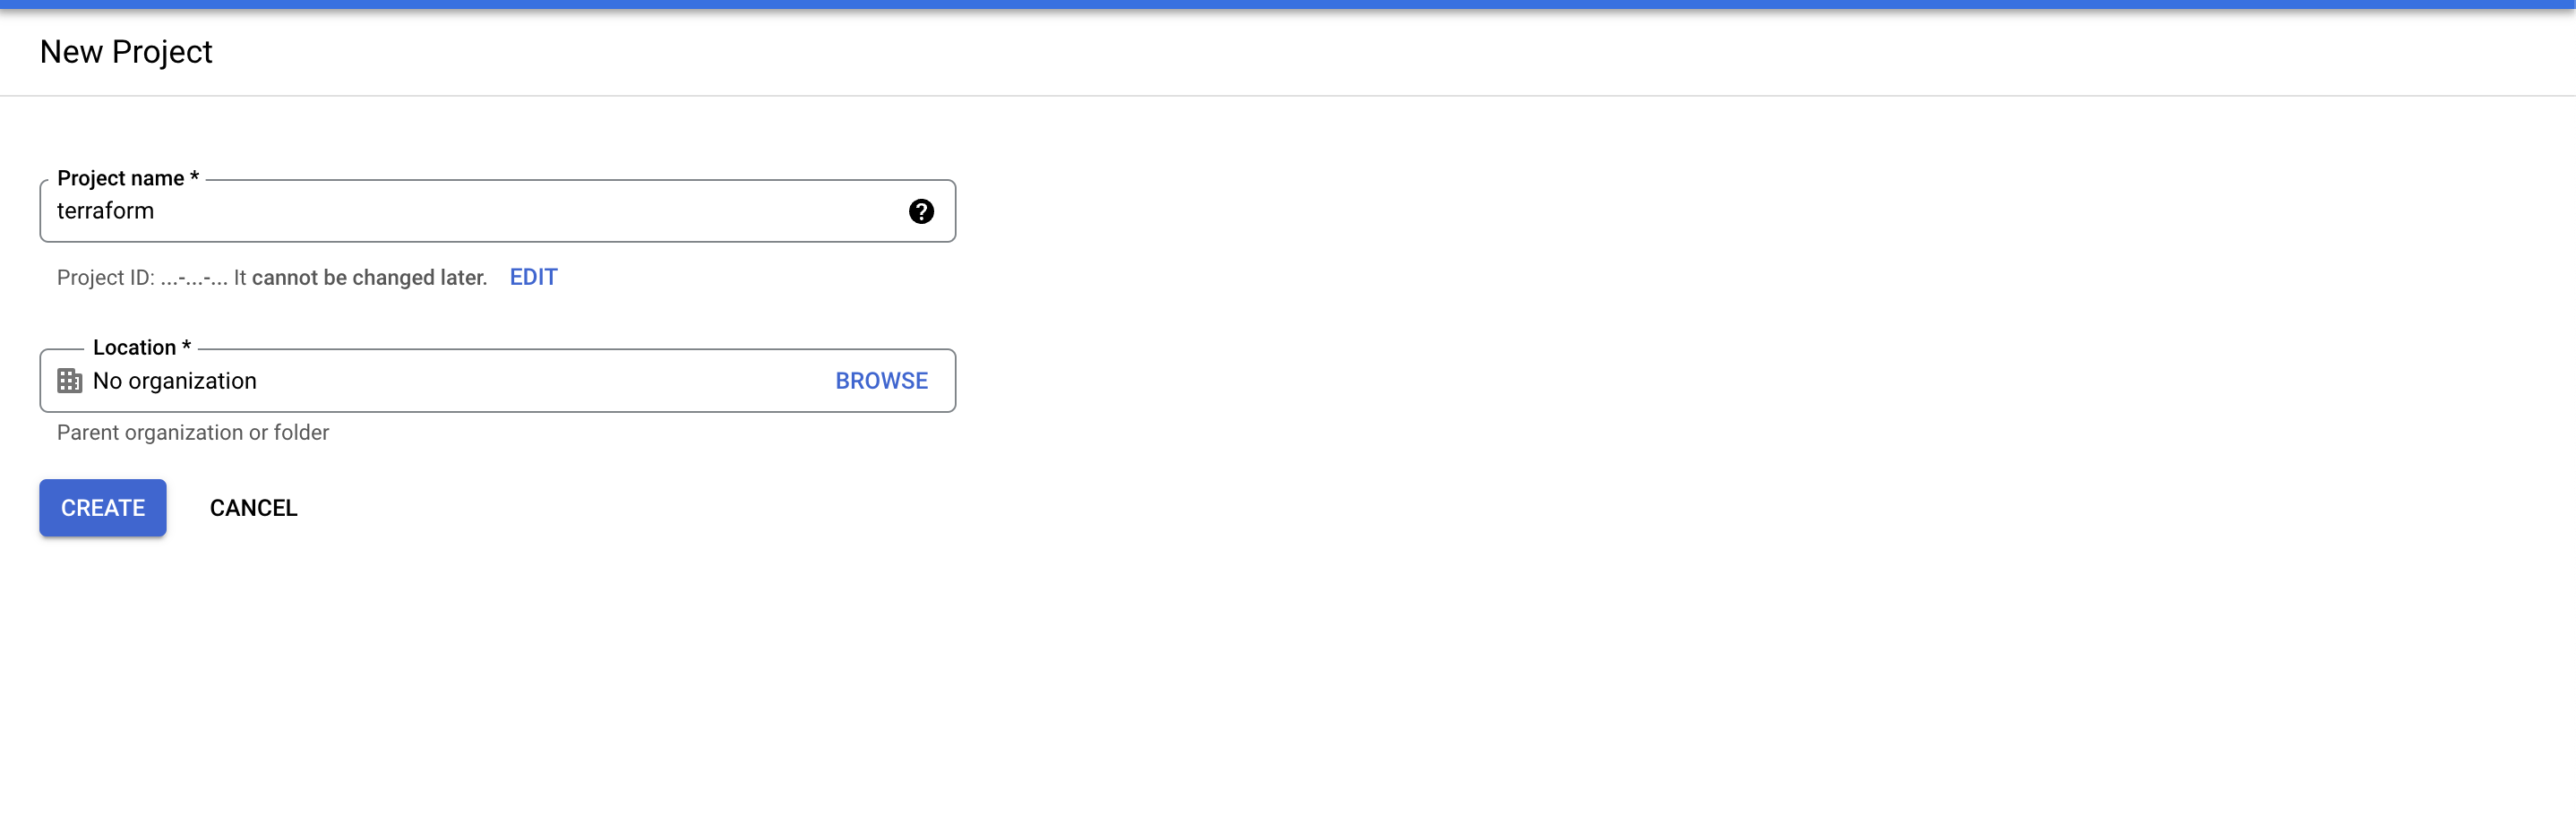 New Project
Project name *
terraform
Project ID: ...-...-... It cannot be changed later. EDIT
Location *
No organization BROWSE
Parent organization or folder
CREATE CANCEL